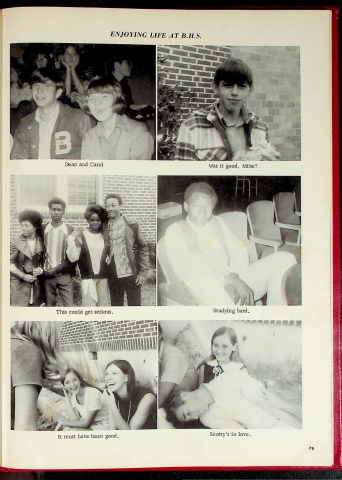 ENJOYING LIFE AT B.H.S.
B
Dean and Carol
Was it good, Mike?
This could get serious.
Studying hard.
It must have been good.
Scotty's in love.
79